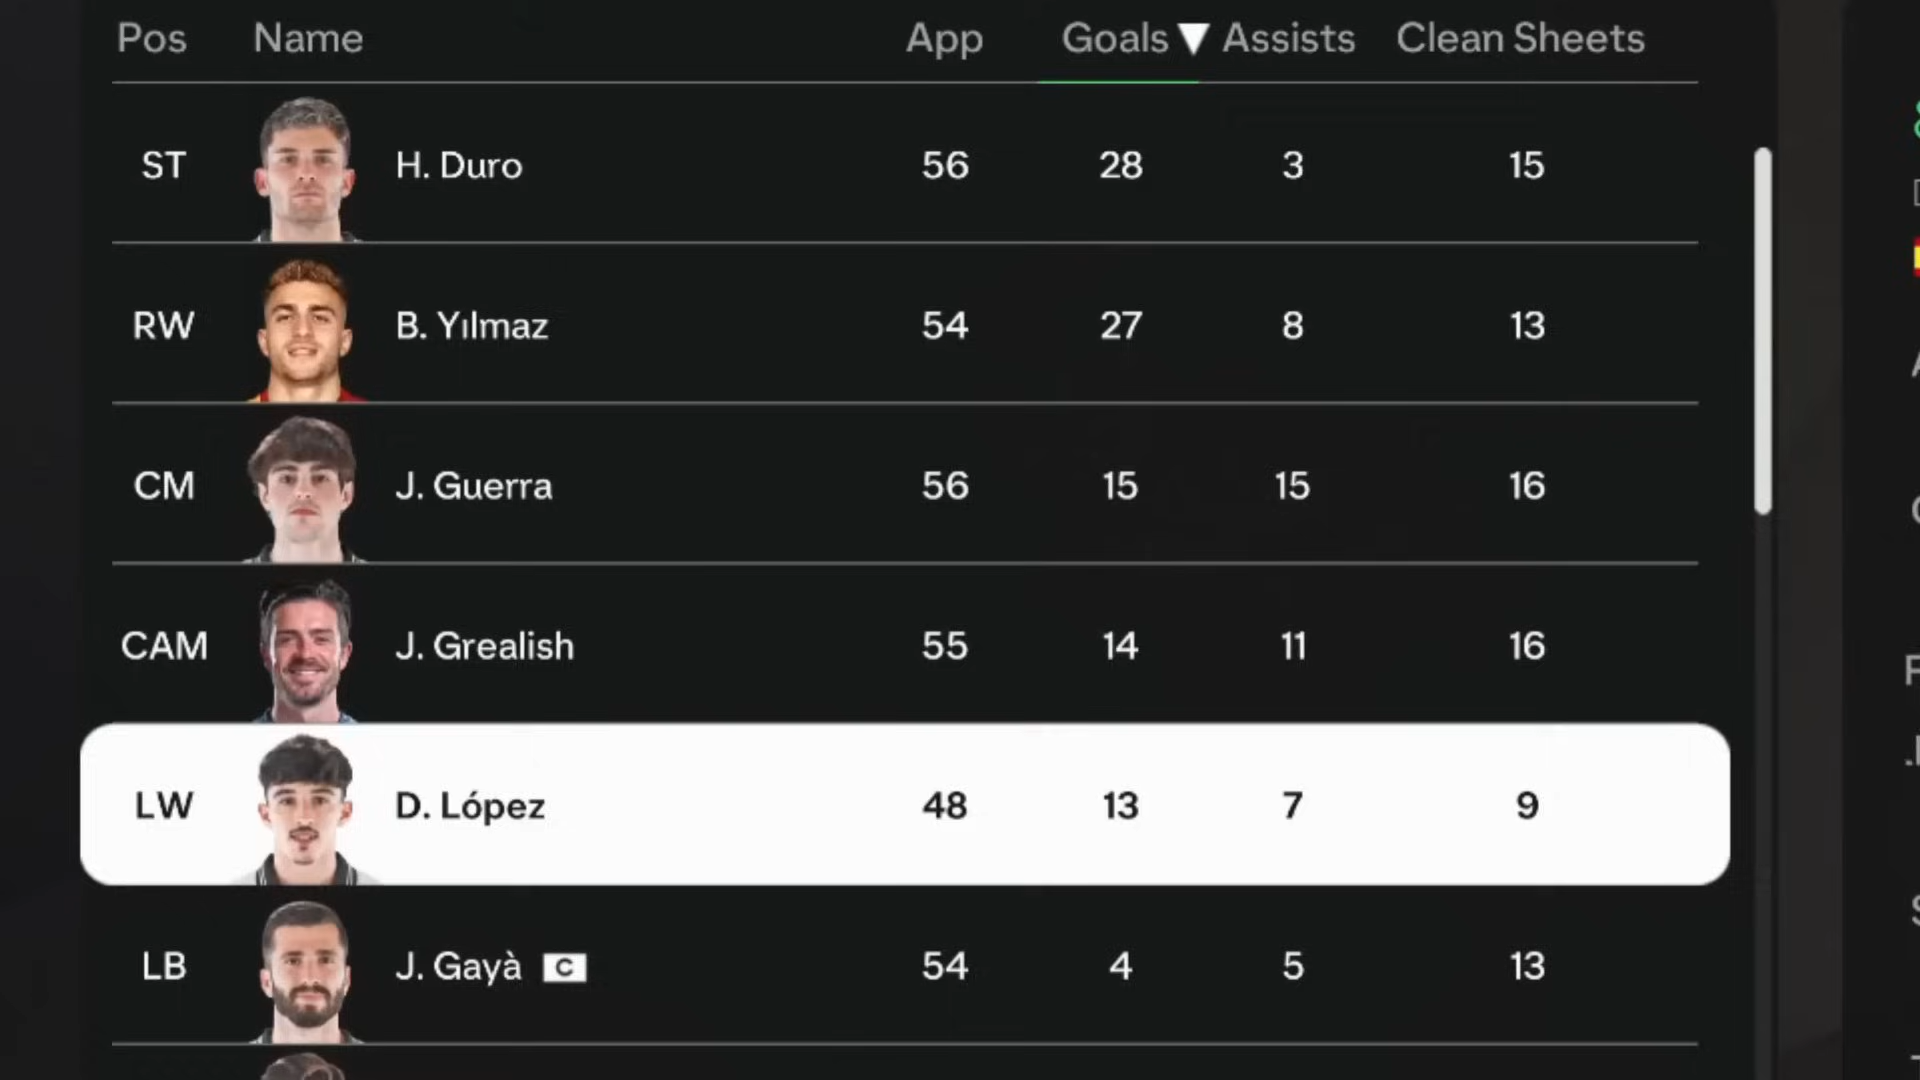 Pos Name App Goals ▼ Assists Clean Sheets
ST H. Duro 56 28 3 15
RW B. Yılmaz 54 27 8 13
CM J. Guerra 56 15 15 16
CAM J. Grealish 55 14 11 16
LW D. López 48 13 7 9
LB J. Gayà C 54 4 5 13